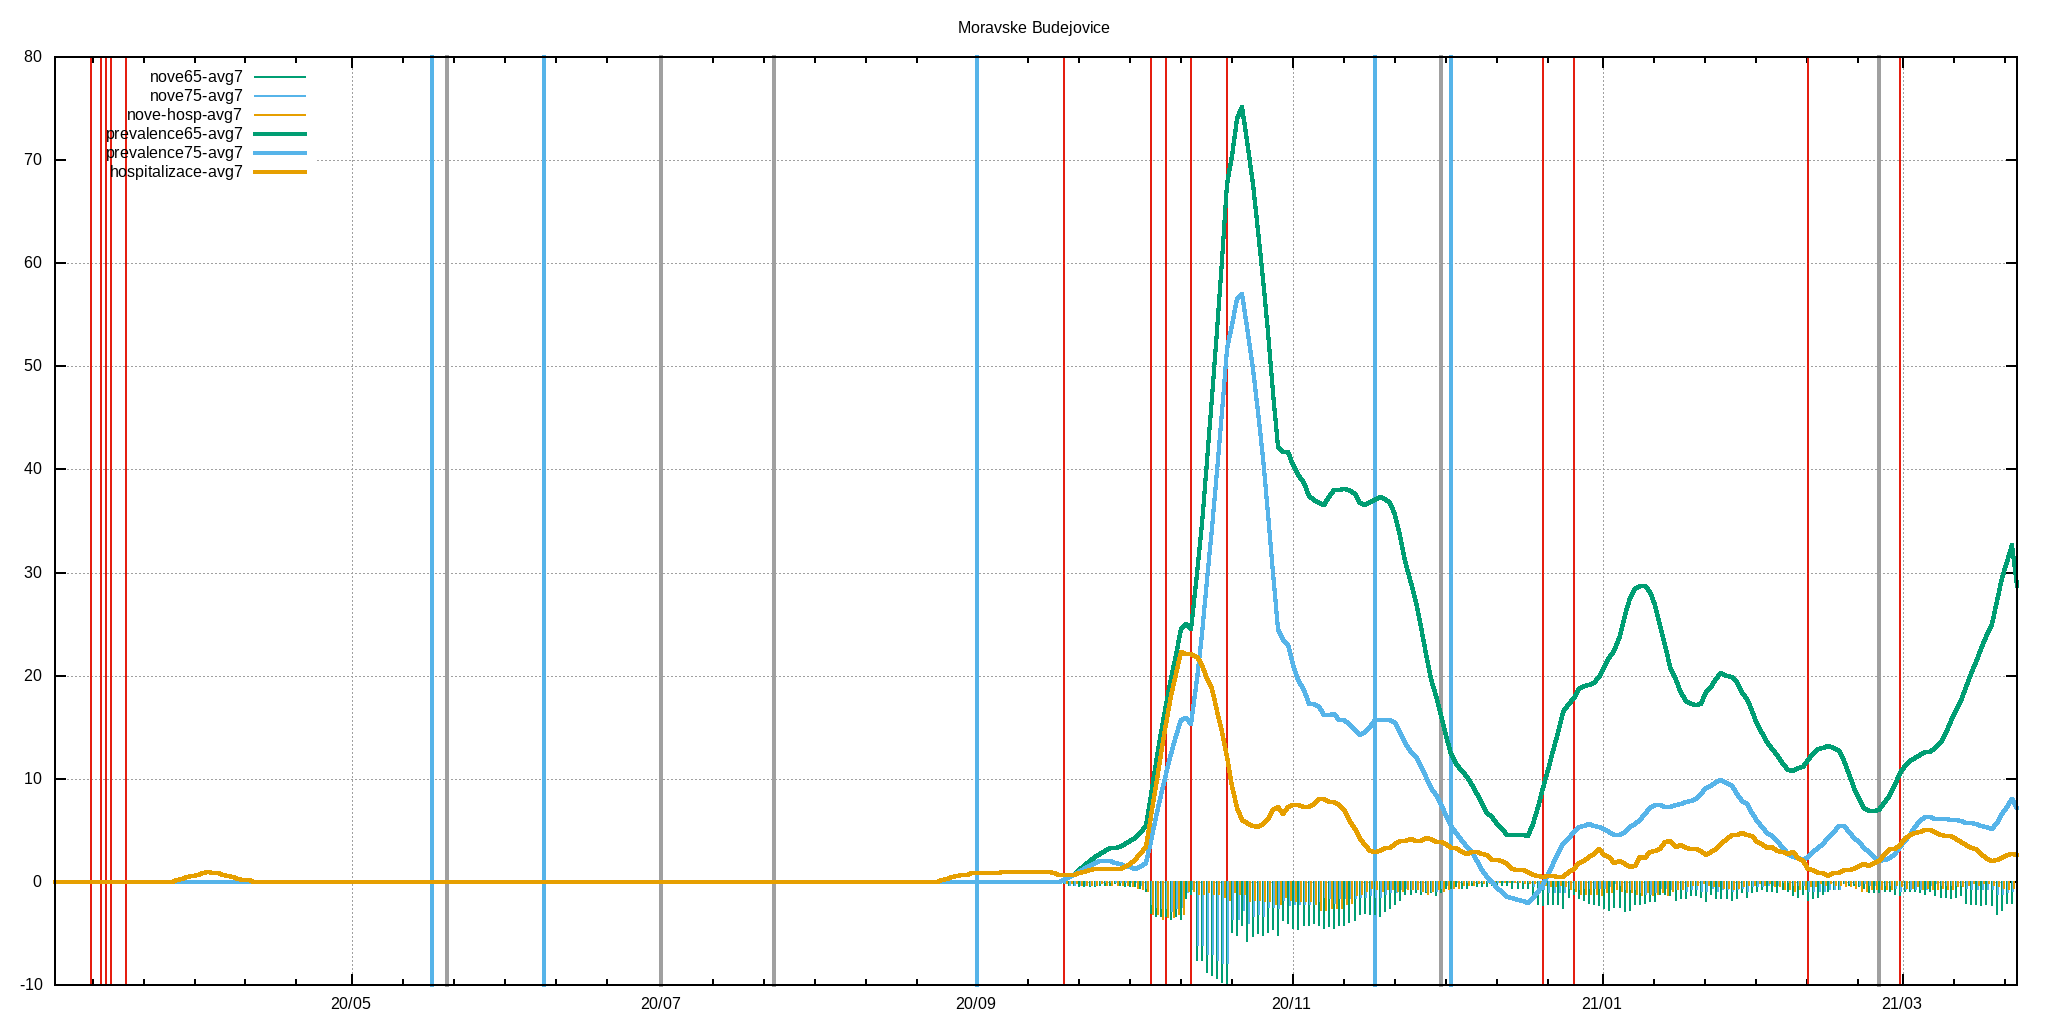 Moravske Budejovice
80
nove65-avg7
nove75-avg7
nove-hosp-avg7
prevalence65-avg7
prevalence75-avg7
hospitalizace-avg7
70
60
50
40
30
20
10
0
-10
20/05 20/07 20/09 20/11 21/01 21/03